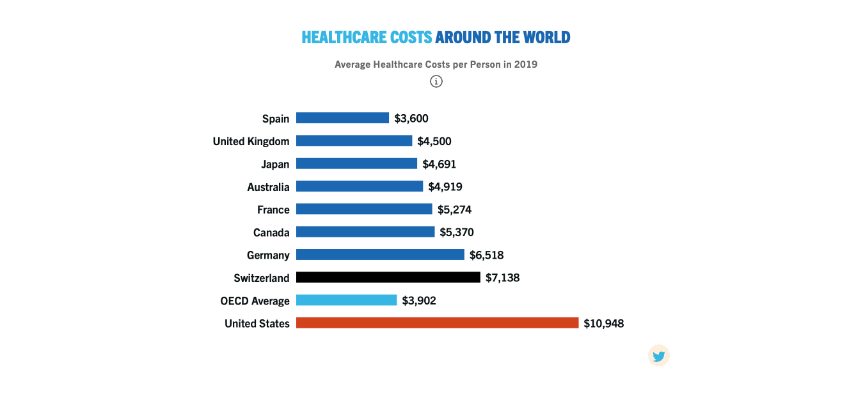 HEALTHCARE COSTS AROUND THE WORLD
Average Healthcare Costs per Person in 2019
i
Spain $3,600
United Kingdom $4,500
Japan $4,691
Australia $4,919
France $5,274
Canada $5,370
Germany $6,518
Switzerland $7,138
OECD Average $3,902
United States $10,948